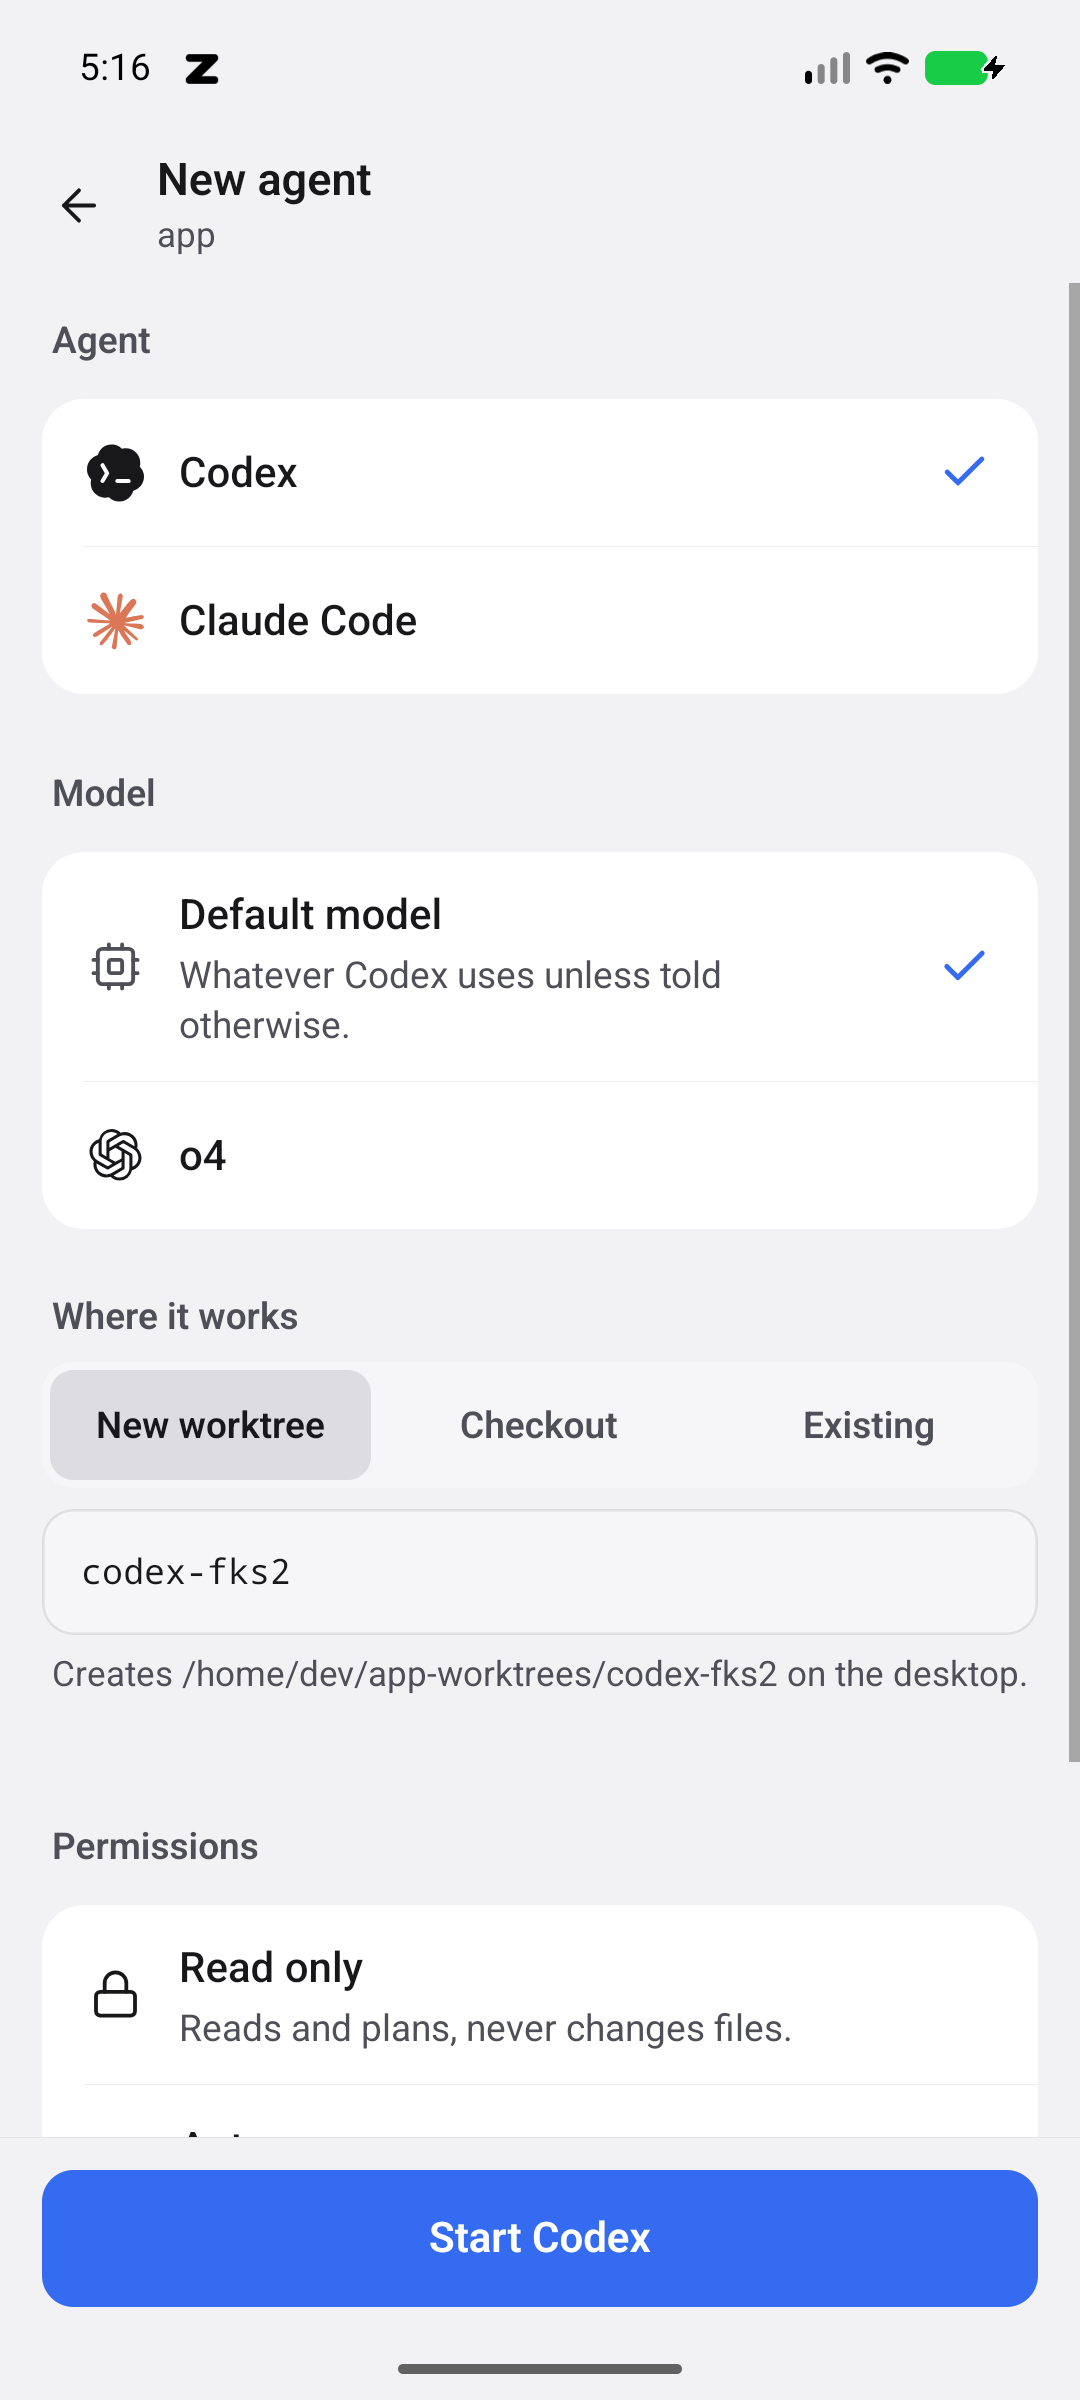 5:16
New agent
app
Agent
Codex
Claude Code
Model
Default model
Whatever Codex uses unless told
otherwise.
o4
Where it works
New worktree Checkout Existing
codex-fks2
Creates /home/dev/app-worktrees/codex-fks2 on the desktop.
Permissions
Read only
Reads and plans, never changes files.
Start Codex